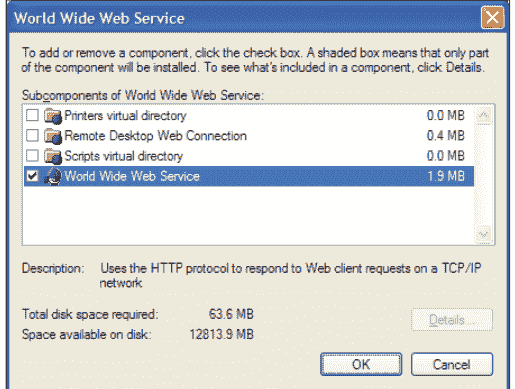 World Wide Web Service
To add or remove a component, click the check box. A shaded box means that only part
of the component will be installed. To see what's included in a component, click Details.
Subcomponents of World Wide Web Service:
Printers virtual directory 0.0 MB
Remote Desktop Web Connection 0.4 MB
Scripts virtual directory 0.0 MB
World Wide Web Service 1.9 MB
Description: Uses the HTTP protocol to respond to Web client requests on a TCP/IP
network
Total disk space required: 63.6 MB
Space available on disk: 12813.9 MB
Details...
OK Cancel